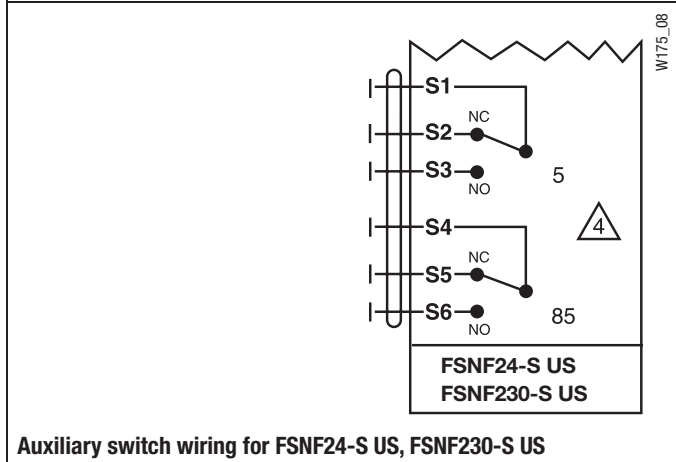 W175_08
S1
NC
S2
S3
5
NO
4
S4
NC
S5
S6
85
NO
FSNF24-S US
FSNF230-S US
Auxiliary switch wiring for FSNF24-S US, FSNF230-S US